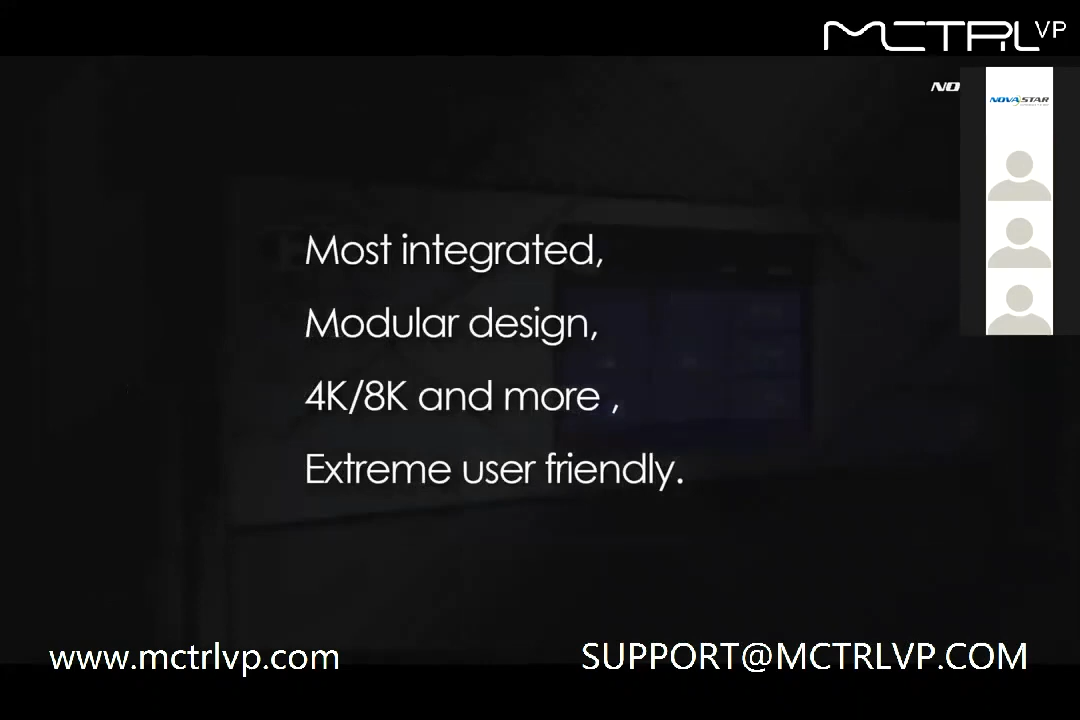 MCTRL VP
NO
NOVASTAR
Most integrated,
Modular design,
4K/8K and more ,
Extreme user friendly.
www.mctrlvp.com
SUPPORT@MCTRLVP.COM